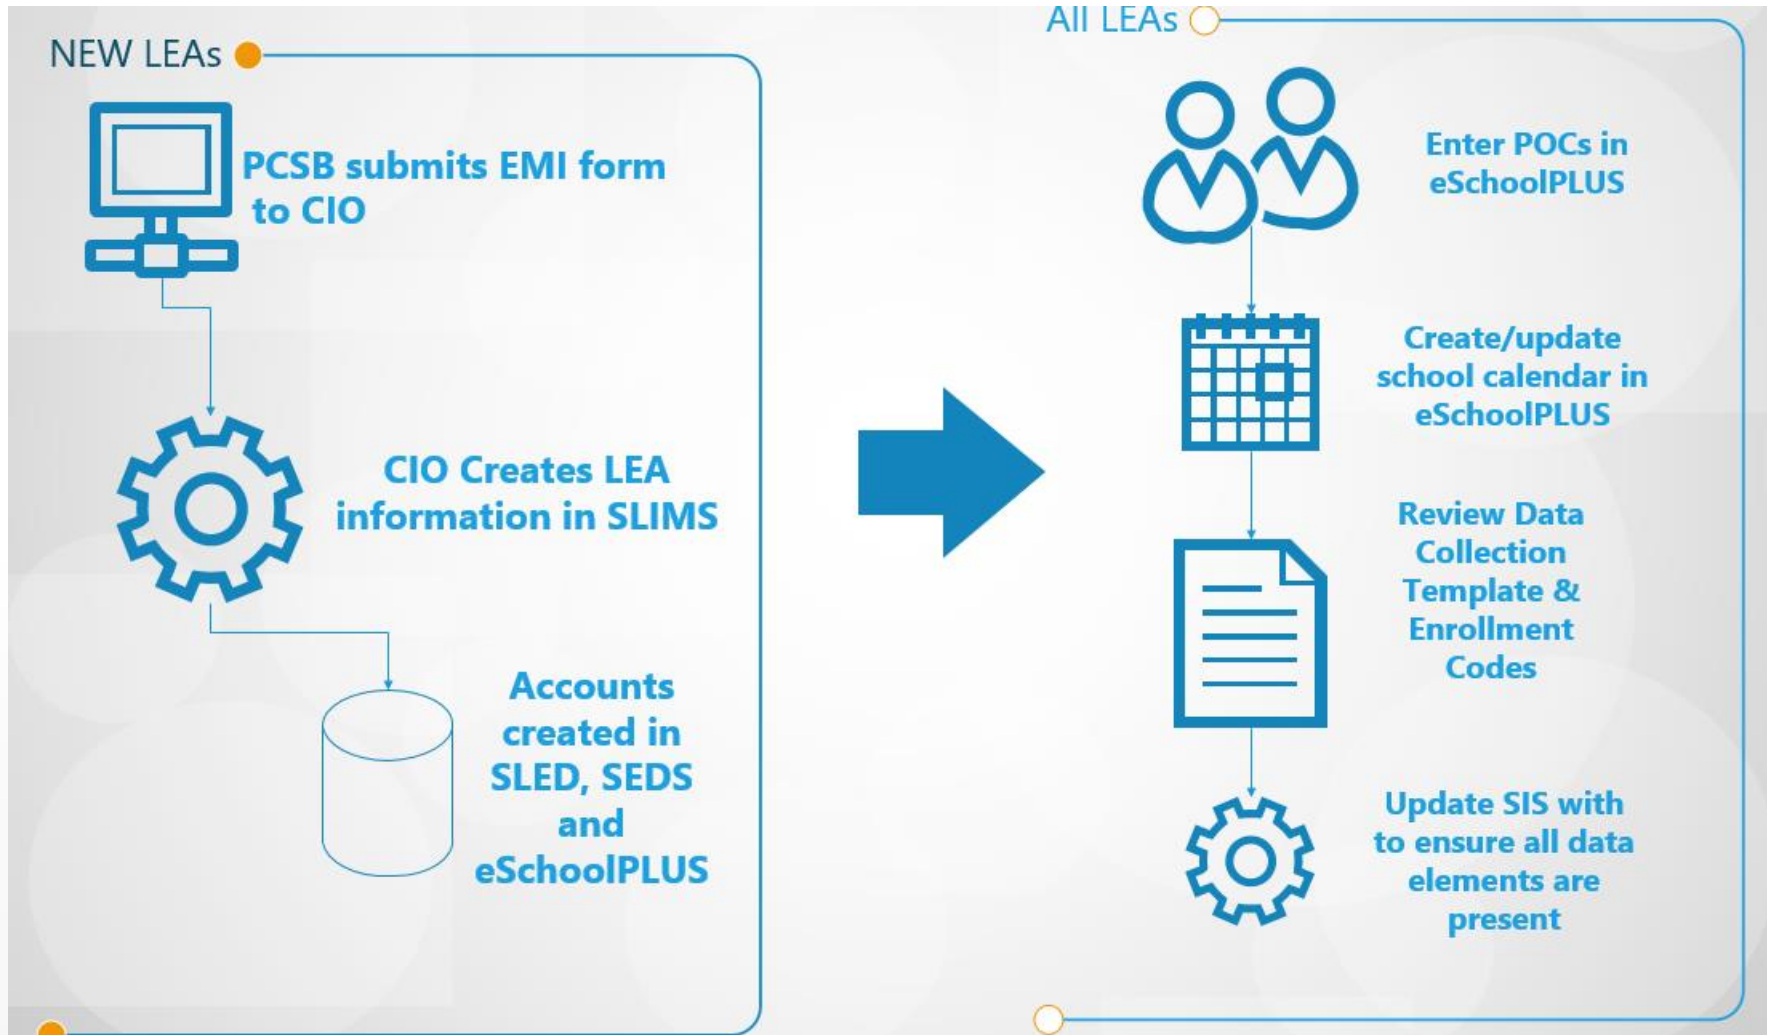 NEW LEAs
PCSB submits EMI form
to CIO
CIO Creates LEA
information in SLIMS
Accounts
created in
SLED, SEDS
and
eSchoolPLUS
All LEAs
Enter POCs in
eSchoolPLUS
Create/update
school calendar in
eSchoolPLUS
Review Data
Collection
Template &
Enrollment
Codes
Update SIS with
to ensure all data
elements are
present